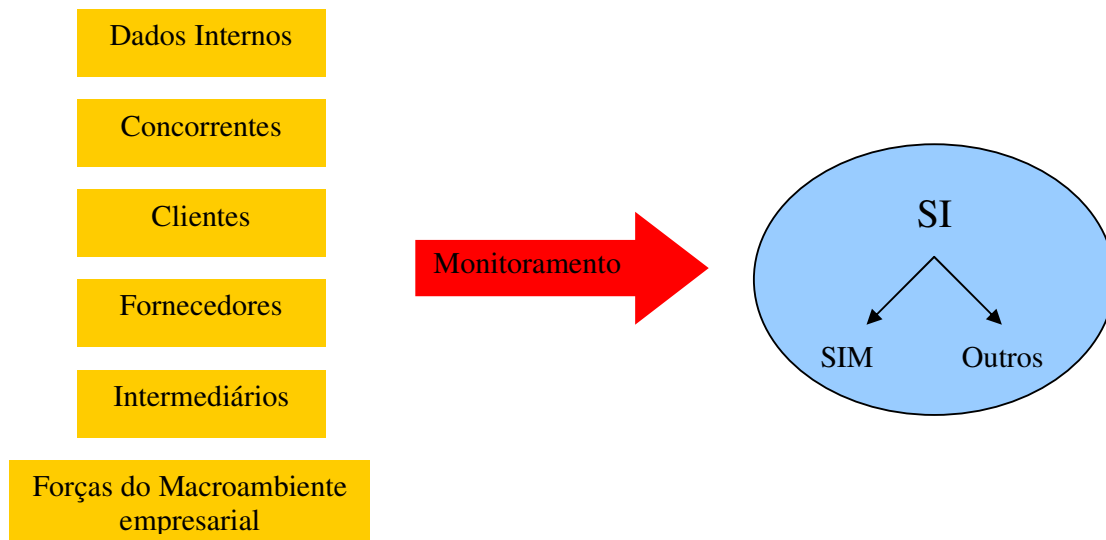 Dados Internos
Concorrentes
Clientes
Fornecedores
Intermediários
Forças do Macroambiente
empresarial
Monitoramento
SI
SIM
Outros